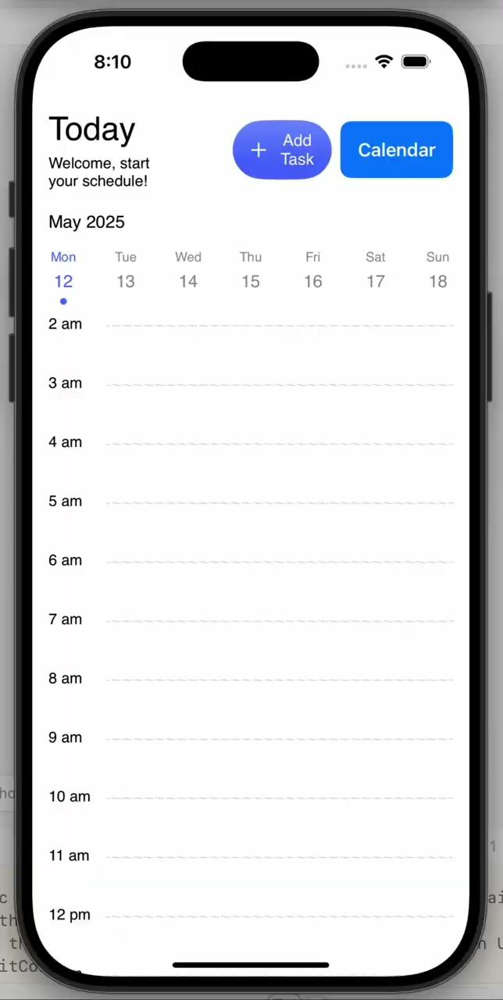 8:10
Today
Welcome, start
your schedule!
+ Add
Task
Calendar
May 2025
Mon Tue Wed Thu Fri Sat Sun
12 13 14 15 16 17 18
2 am
3 am
4 am
5 am
6 am
7 am
8 am
9 am
10 am
11 am
12 pm